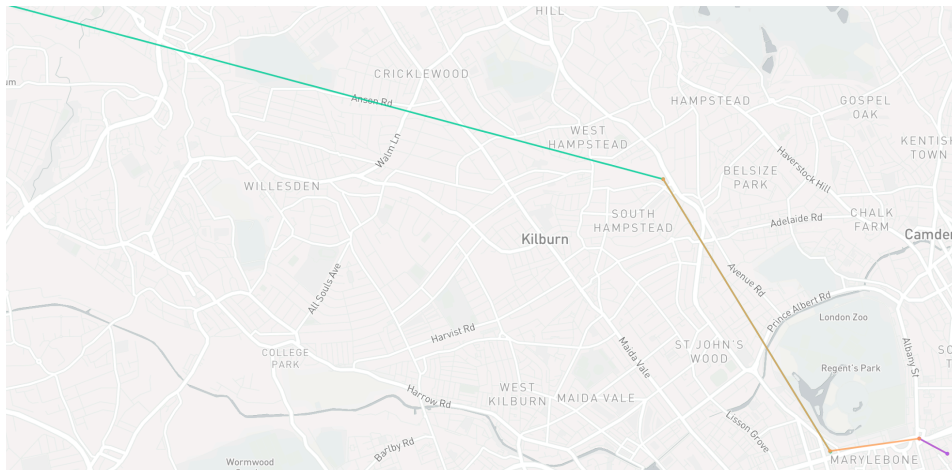 HILL
CRICKLEWOOD
um
Anson Rd
HAMPSTEAD
GOSPEL
OAK
WEST
HAMPSTEAD
KENTISH
TOWN
Walm Ln
Haverstock Hill
BELSIZE
PARK
WILLESDEN
SOUTH
HAMPSTEAD
Adelaide Rd
CHALK
FARM
Kilburn
Camden
All Souls Ave
Avenue Rd
Prince Albert Rd
London Zoo
Harvist Rd
Maida Vale
ST JOHN'S
WOOD
Albany St
SO
T
COLLEGE
PARK
Regent's Park
WEST
KILBURN
MAIDA VALE
Harrow Rd
Lisson Grove
Barlby Rd
MARYLEBONE
Wormwood